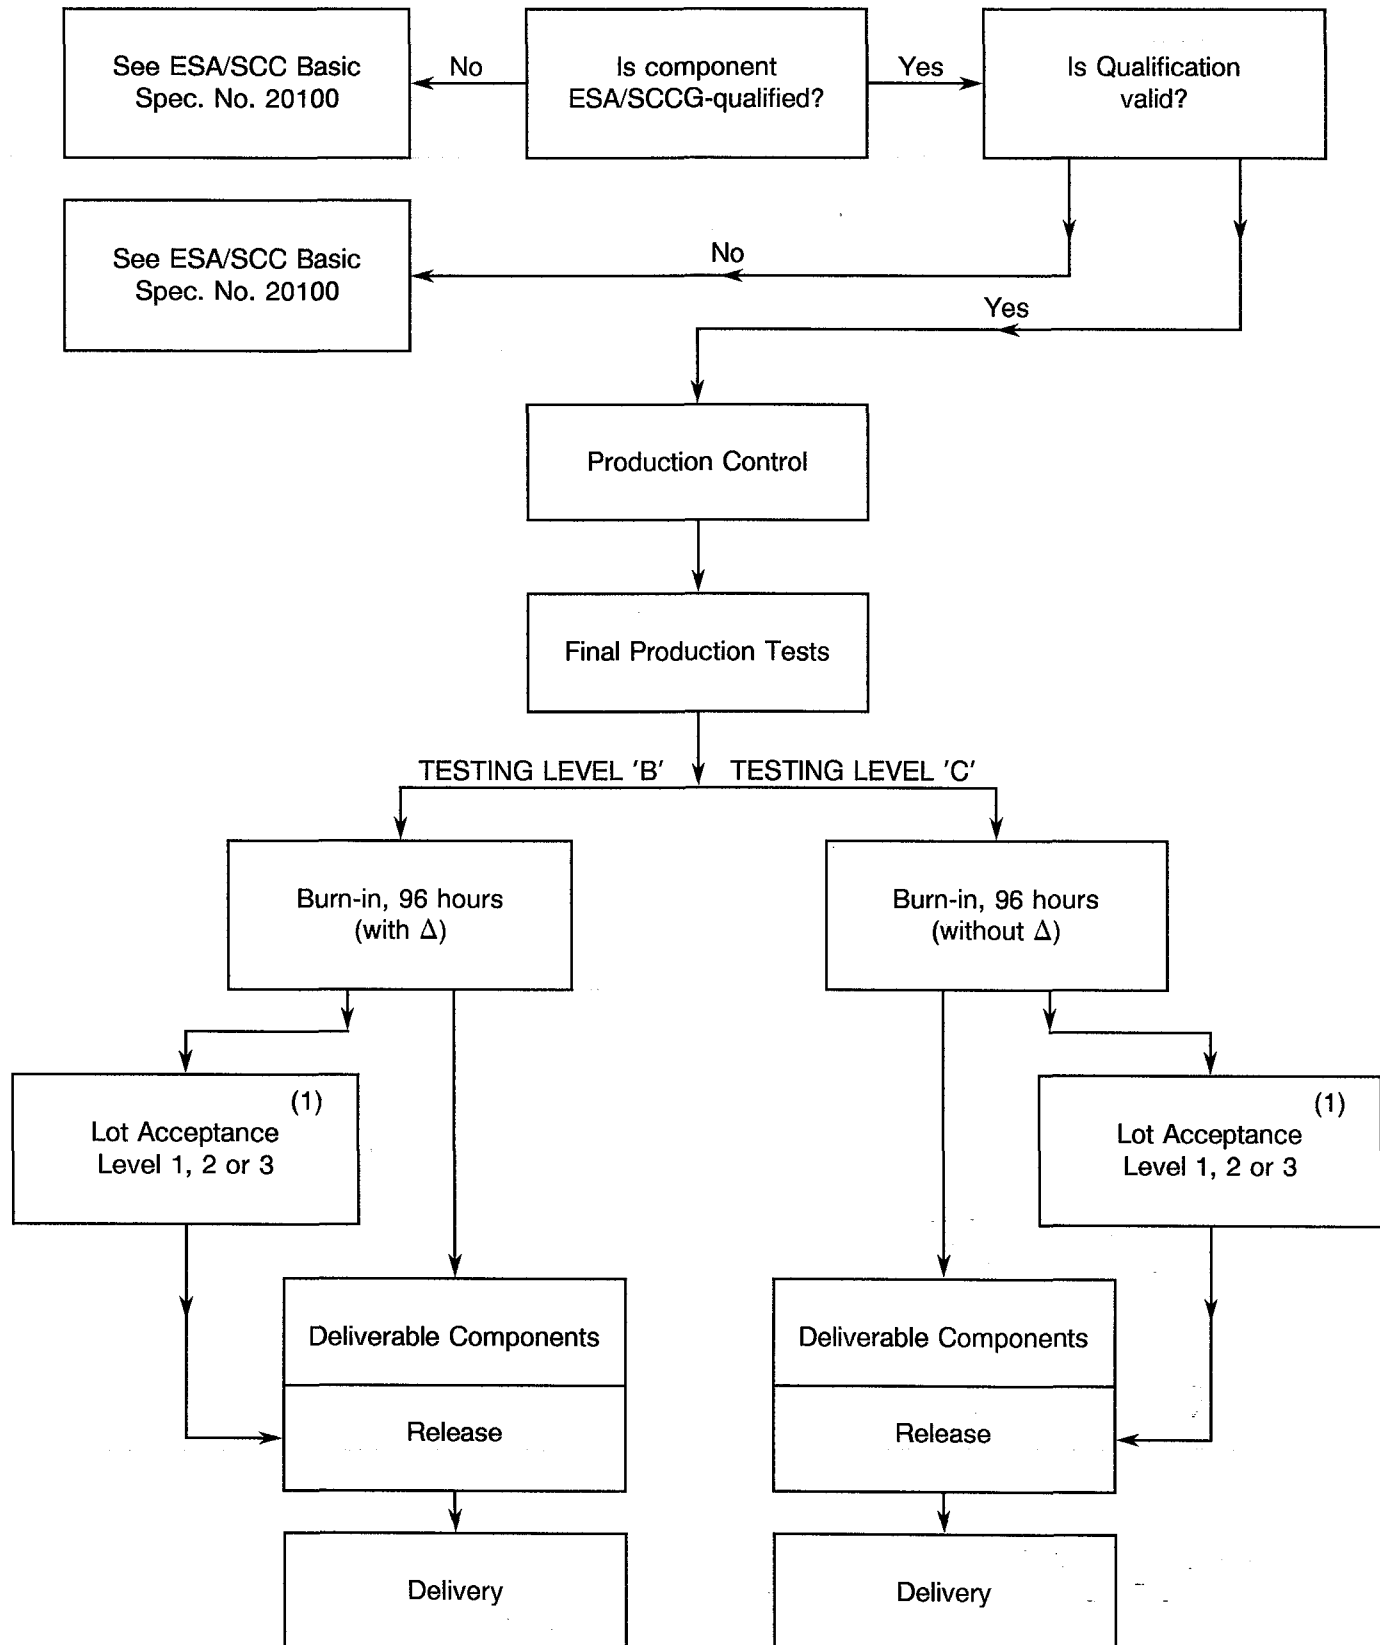 See ESA/SCC Basic
Spec. No. 20100
No
Is component
ESA/SCCG-qualified?
Yes
Is Qualification
valid?
See ESA/SCC Basic
Spec. No. 20100
No
Yes
Production Control
Final Production Tests
TESTING LEVEL 'B'
TESTING LEVEL 'C'
Burn-in, 96 hours
(with Δ)
Burn-in, 96 hours
(without Δ)
(1)
Lot Acceptance
Level 1, 2 or 3
(1)
Lot Acceptance
Level 1, 2 or 3
Deliverable Components
Release
Deliverable Components
Release
Delivery
Delivery